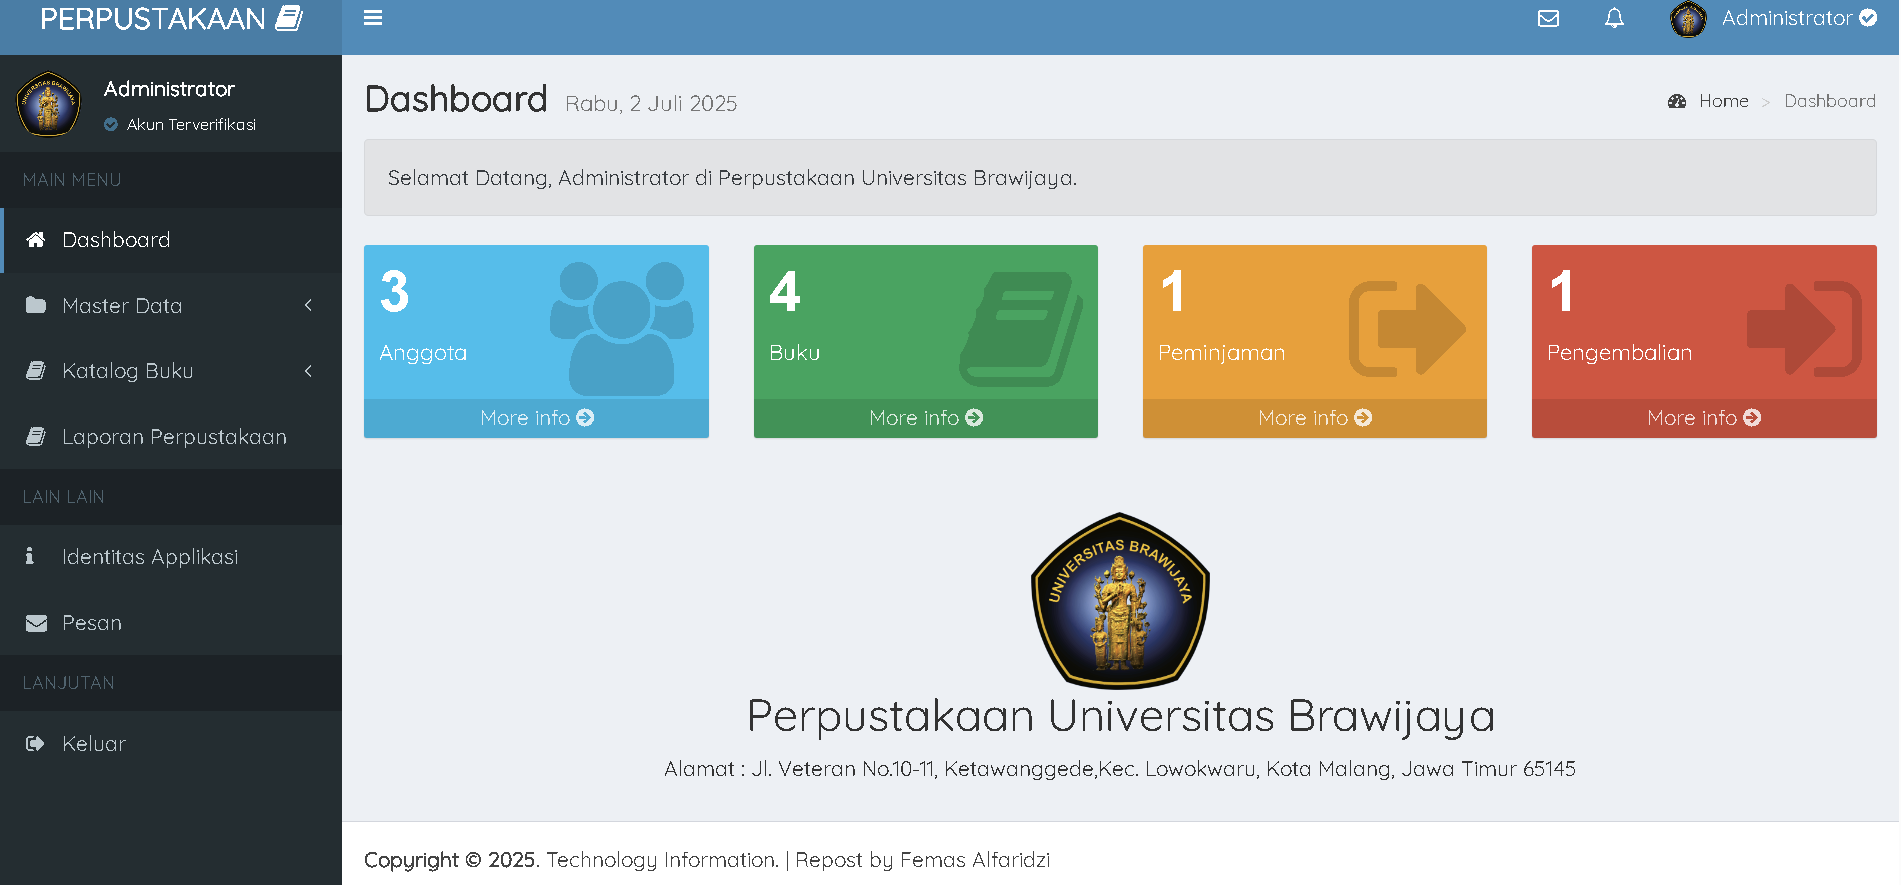 PERPUSTAKAAN
Administrator
Administrator
Akun Terverifikasi
MAIN MENU
Dashboard
Master Data
Katalog Buku
Laporan Perpustakaan
LAIN LAIN
Identitas Applikasi
Pesan
LANJUTAN
Keluar
Dashboard Rabu, 2 Juli 2025
Home > Dashboard
Selamat Datang, Administrator di Perpustakaan Universitas Brawijaya.
3
Anggota
More info
4
Buku
More info
1
Peminjaman
More info
1
Pengembalian
More info
UNIVERSITAS BRAWIJAYA
Perpustakaan Universitas Brawijaya
Alamat : Jl. Veteran No.10-11, Ketawanggede,Kec. Lowokwaru, Kota Malang, Jawa Timur 65145
Copyright © 2025. Technology Information. | Repost by Femas Alfaridzi